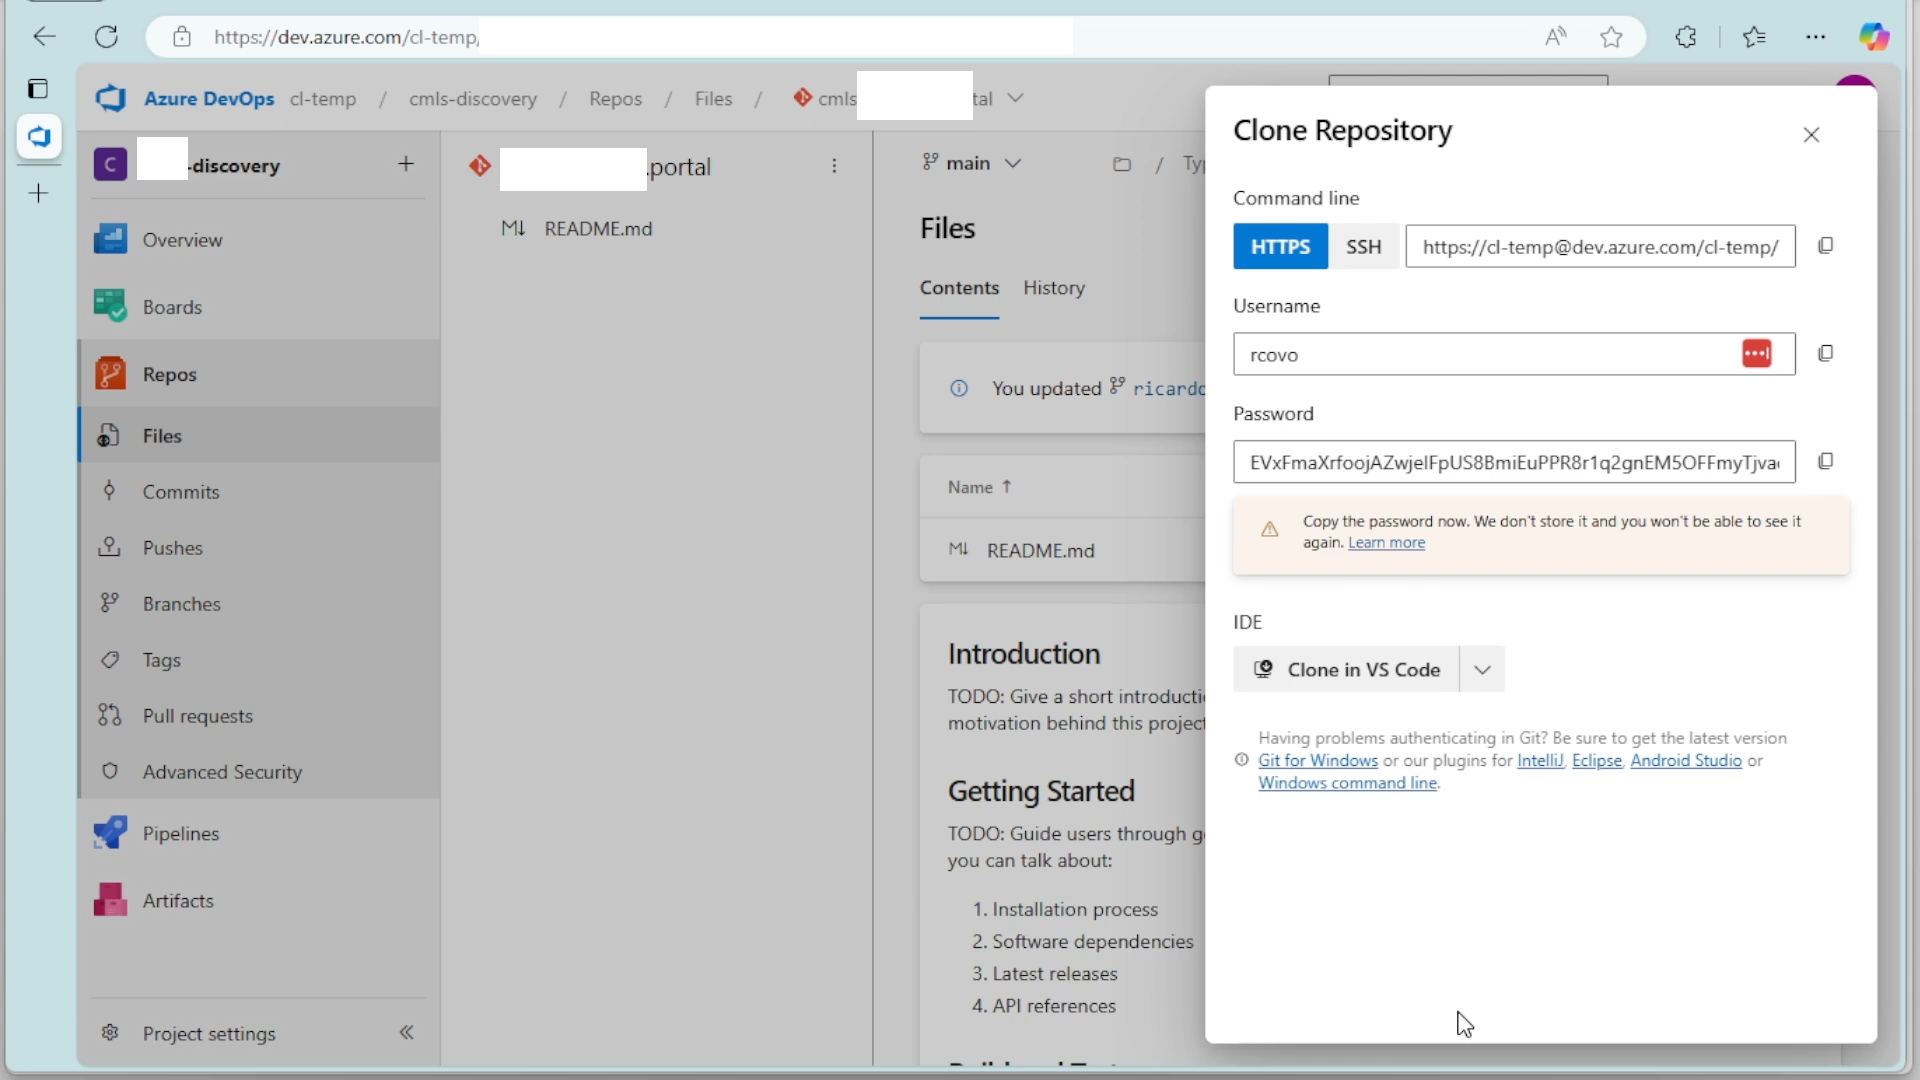 https://dev.azure.com/cl-temp/
Azure DevOps cl-temp / cmls-discovery / Repos / Files / cmls tal
C -discovery
Overview
Boards
Repos
Files
Commits
Pushes
Branches
Tags
Pull requests
Advanced Security
Pipelines
Artifacts
Project settings
.portal
README.md
main /
Files
Contents History
You updated ricardo
Name ↑
README.md
Introduction
TODO: Give a short introducti
motivation behind this project
Getting Started
TODO: Guide users through g
you can talk about:
1. Installation process
2. Software dependencies
3. Latest releases
4. API references
Clone Repository
Command line
HTTPS SSH https://cl-temp@dev.azure.com/cl-temp/
Username
rcovo
Password
EVxFmaXrfoojAZwjelFpUS8BmiEuPPR8r1q2gnEM5OFFmyTjva
Copy the password now. We don't store it and you won't be able to see it
again. Learn more
IDE
Clone in VS Code
Having problems authenticating in Git? Be sure to get the latest version
Git for Windows or our plugins for IntelliJ, Eclipse, Android Studio or
Windows command line.